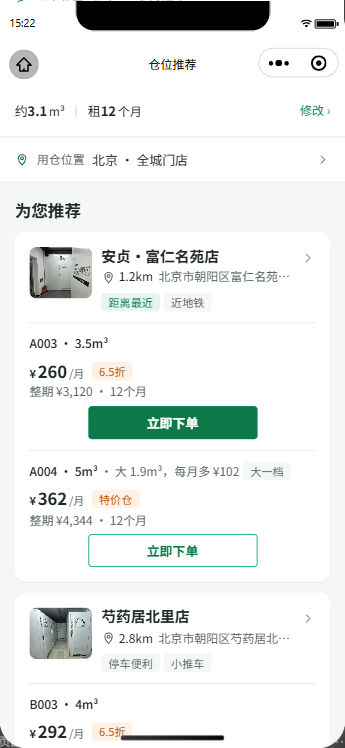 15:22
仓位推荐
约3.1m³ | 租12个月 修改 ›
用仓位置 北京 · 全城门店
为您推荐
安贞·富仁名苑店
1.2km 北京市朝阳区富仁名苑…
距离最近 近地铁
A003 · 3.5m³
¥260/月 6.5折
整期 ¥3,120 · 12个月
立即下单
A004 · 5m³ · 大 1.9m³，每月多 ¥102 大一档
¥362/月 特价仓
整期 ¥4,344 · 12个月
立即下单
芍药居北里店
2.8km 北京市朝阳区芍药居北…
停车便利 小推车
B003 · 4m³
¥292/月 6.5折